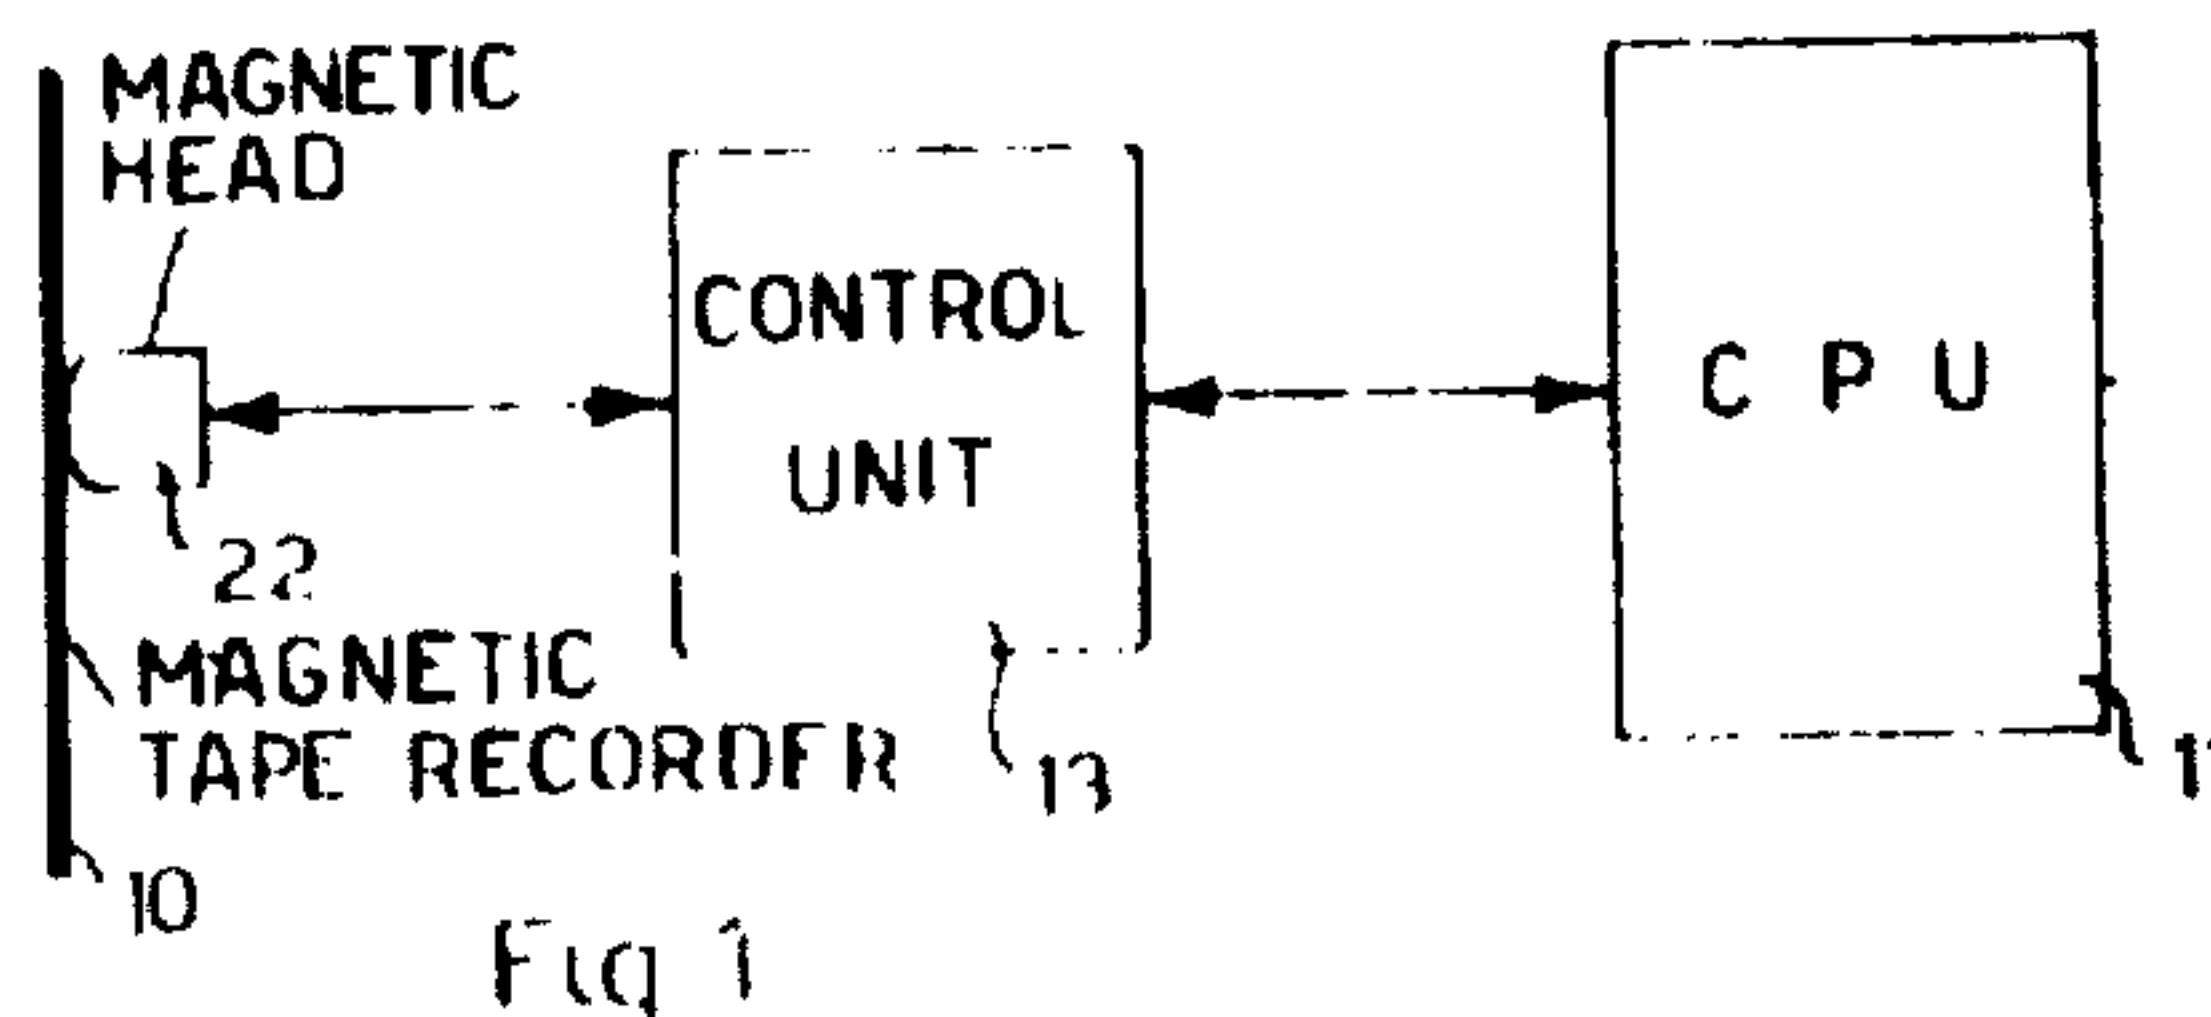 MAGNETIC
HEAD
CONTROL
UNIT
C P U
22
MAGNETIC
TAPE RECORDER
13
10
Fig 1